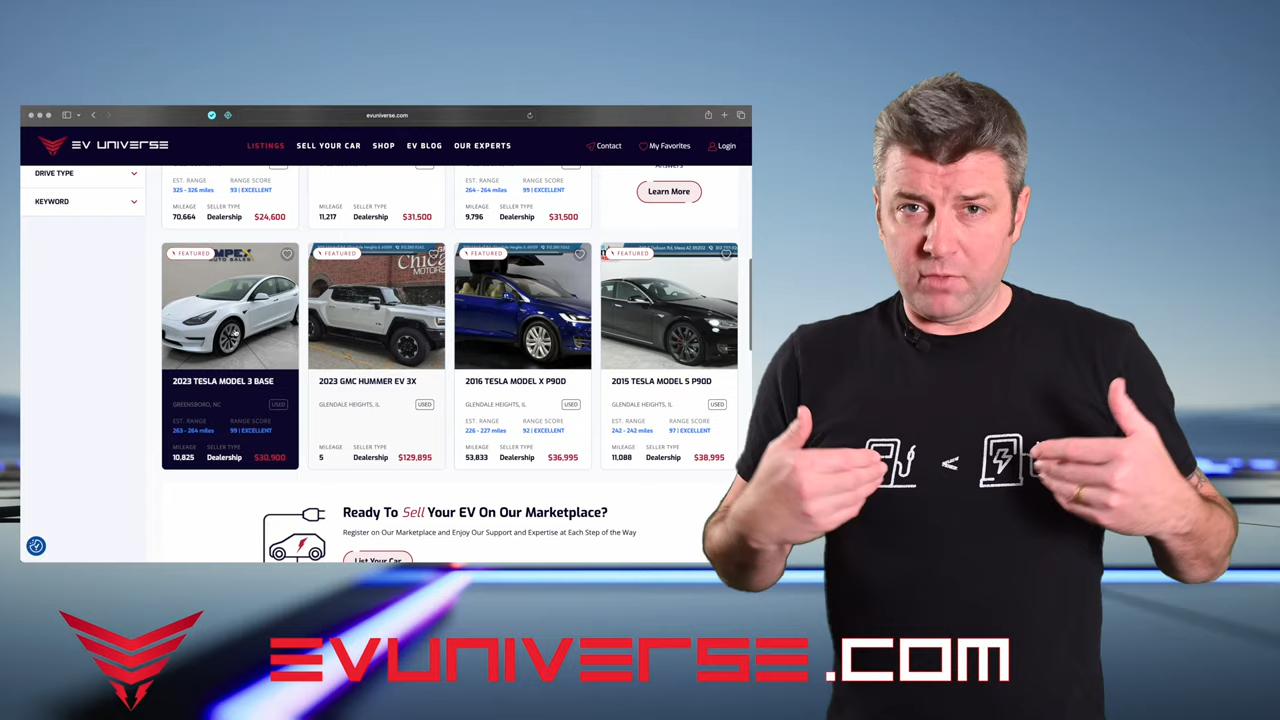 evuniverse.com
EV UNIVERSE
LISTINGS SELL YOUR CAR SHOP EV BLOG OUR EXPERTS Contact My Favorites Login
DRIVE TYPE
KEYWORD
EST. RANGE RANGE SCORE
325 - 326 miles 93 | EXCELLENT
MILEAGE SELLER TYPE
70,664 Dealership $24,600
MILEAGE SELLER TYPE
11,217 Dealership $31,500
EST. RANGE RANGE SCORE
264 - 264 miles 99 | EXCELLENT
MILEAGE SELLER TYPE
9,796 Dealership $31,500
Answers
Learn More
FEATURED
AUTO SALES
2023 TESLA MODEL 3 BASE
GREENSBORO, NC USED
EST. RANGE RANGE SCORE
263 - 264 miles 99 | EXCELLENT
MILEAGE SELLER TYPE
10,825 Dealership $30,900
FEATURED
MOTORS
2023 GMC HUMMER EV 3X
GLENDALE HEIGHTS, IL USED
MILEAGE SELLER TYPE
5 Dealership $129,895
FEATURED
2016 TESLA MODEL X P90D
GLENDALE HEIGHTS, IL USED
EST. RANGE RANGE SCORE
226 - 227 miles 92 | EXCELLENT
MILEAGE SELLER TYPE
53,833 Dealership $36,995
FEATURED
2015 TESLA MODEL S P90D
GLENDALE HEIGHTS, IL USED
EST. RANGE RANGE SCORE
242 - 242 miles 97 | EXCELLENT
MILEAGE SELLER TYPE
11,088 Dealership $38,995
Ready To Sell Your EV On Our Marketplace?
Register on Our Marketplace and Enjoy Our Support and Expertise at Each Step of the Way
List Your Car
<
EVUNIVERSE.COM